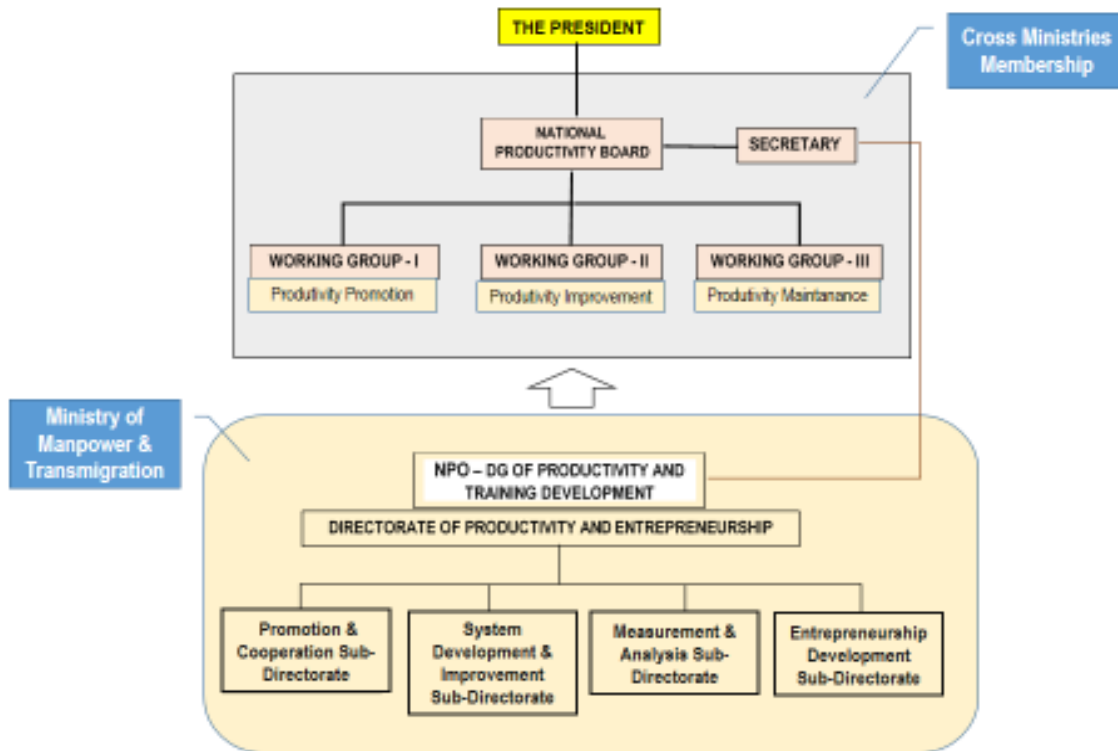 THE PRESIDENT
Cross Ministries
Membership
NATIONAL
PRODUCTIVITY BOARD
SECRETARY
WORKING GROUP - I
Produtivity Promotion
WORKING GROUP - II
Produtivity Improvement
WORKING GROUP - III
Produtivity Maintanance
Ministry of
Manpower &
Transmigration
NPO – DG OF PRODUCTIVITY AND
TRAINING DEVELOPMENT
DIRECTORATE OF PRODUCTIVITY AND ENTREPRENEURSHIP
Promotion &
Cooperation Sub-
Directorate
System
Development &
Improvement
Sub-Directorate
Measurement &
Analysis Sub-
Directorate
Entrepreneurship
Development
Sub-Directorate